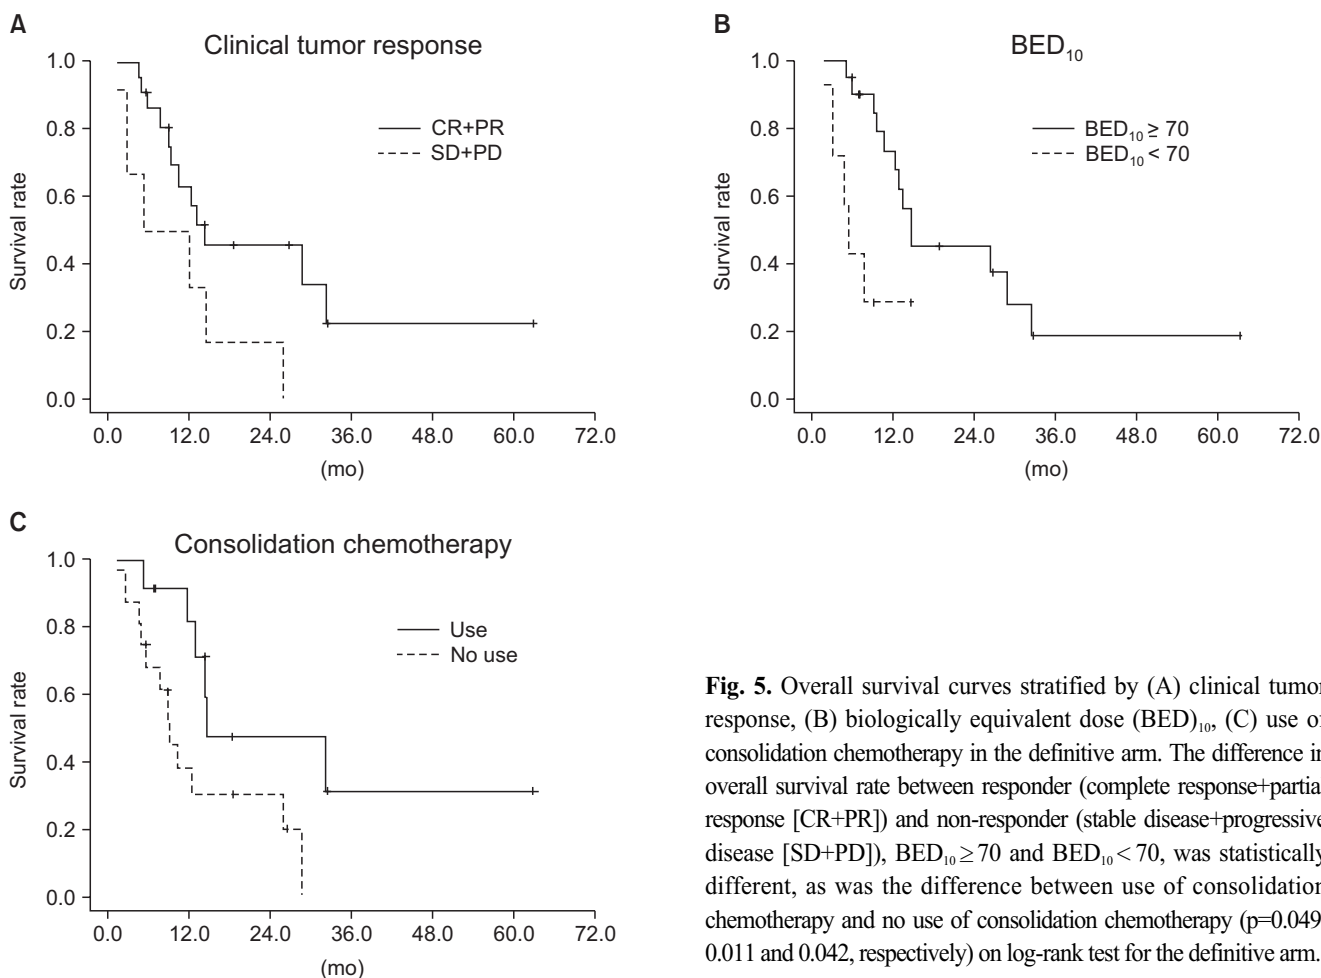 A
Clinical tumor response
1.0
0.8
0.6
0.4
0.2
0.0
Survival rate
CR+PR
SD+PD
0.0 12.0 24.0 36.0 48.0 60.0 72.0
(mo)
B
BED10
1.0
0.8
0.6
0.4
0.2
0.0
Survival rate
BED10 ≥ 70
BED10 < 70
0.0 12.0 24.0 36.0 48.0 60.0 72.0
(mo)
C
Consolidation chemotherapy
1.0
0.8
0.6
0.4
0.2
0.0
Survival rate
Use
No use
0.0 12.0 24.0 36.0 48.0 60.0 72.0
(mo)
Fig. 5. Overall survival curves stratified by (A) clinical tumor
response, (B) biologically equivalent dose (BED)10, (C) use of
consolidation chemotherapy in the definitive arm. The difference in
overall survival rate between responder (complete response+partial
response [CR+PR]) and non-responder (stable disease+progressive
disease [SD+PD]), BED10 ≥ 70 and BED10 < 70, was statistically
different, as was the difference between use of consolidation
chemotherapy and no use of consolidation chemotherapy (p=0.049,
0.011 and 0.042, respectively) on log-rank test for the definitive arm.